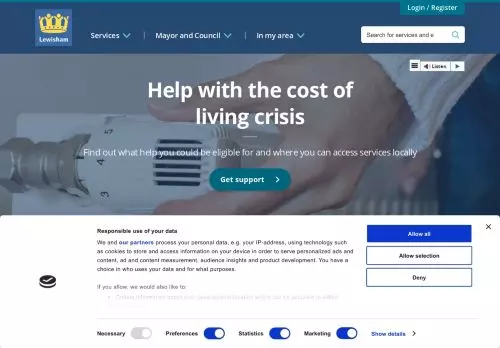 Login / Register
Lewisham
Services
Mayor and Council
In my area
Search for services and e
Listen
Help with the cost of
living crisis
Find out what help you could be eligible for and where you can access services locally
Get support
Responsible use of your data
We and our partners process your personal data, e.g. your IP-address, using technology such
as cookies to store and access information on your device in order to serve personalized ads and
content, ad and content measurement, audience insights and product development. You have a
choice in who uses your data and for what purposes.
If you allow, we would also like to:
Allow all
Allow selection
Deny
Necessary
Preferences
Statistics
Marketing
Show details